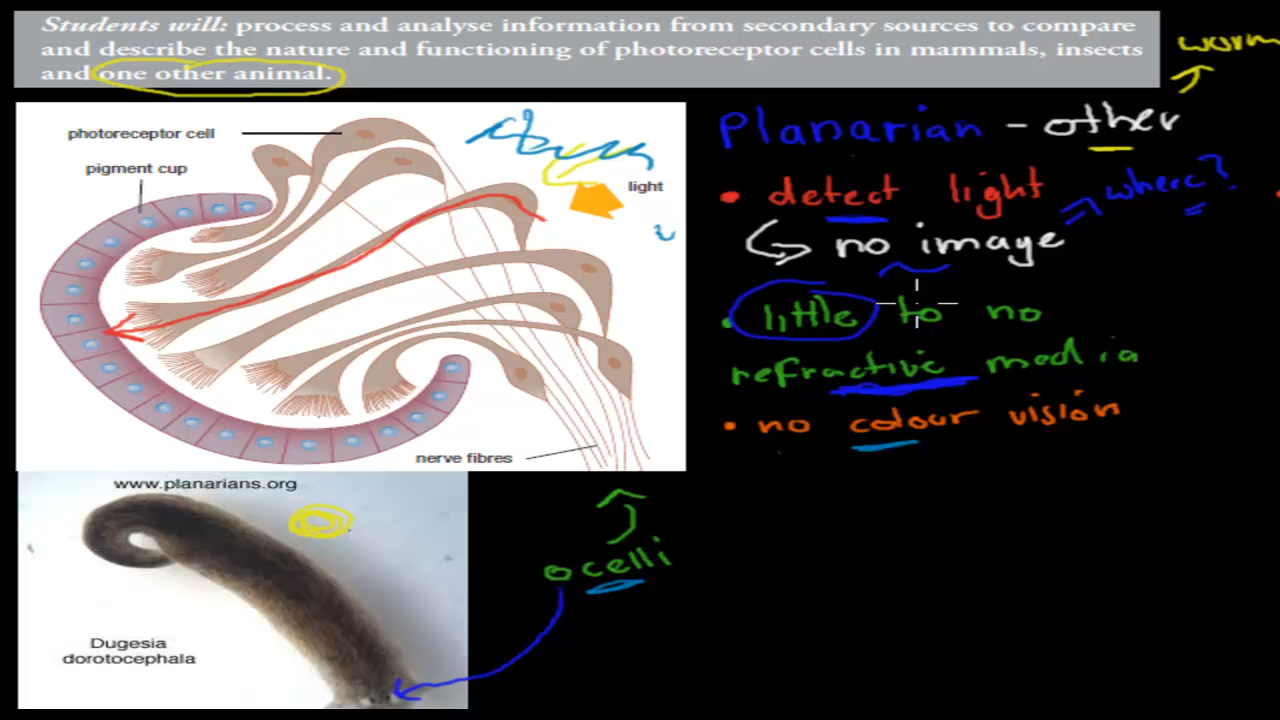 Students will: process and analyse information from secondary sources to compare
and describe the nature and functioning of photoreceptor cells in mammals, insects
and one other animal.
worm
photoreceptor cell
pigment cup
light
nerve fibres
Planarian - other
• detect light
where?
no image
• little to no
refractive media
• no colour vision
www.planarians.org
ocelli
Dugesia
dorotocephala